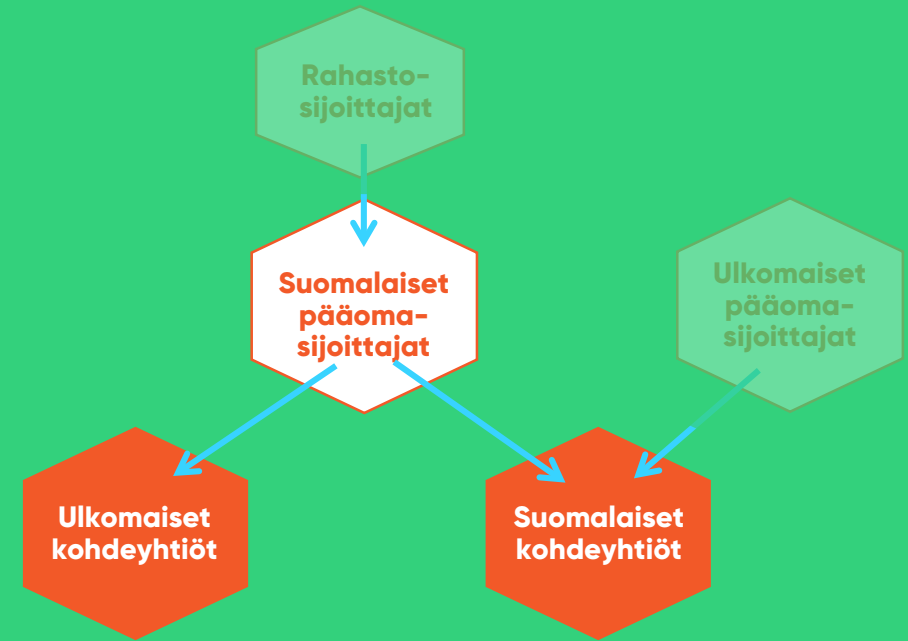 Rahasto-
sijoittajat
Suomalaiset
pääoma-
sijoittajat
Ulkomaiset
pääoma-
sijoittajat
Ulkomaiset
kohdeyhtiöt
Suomalaiset
kohdeyhtiöt